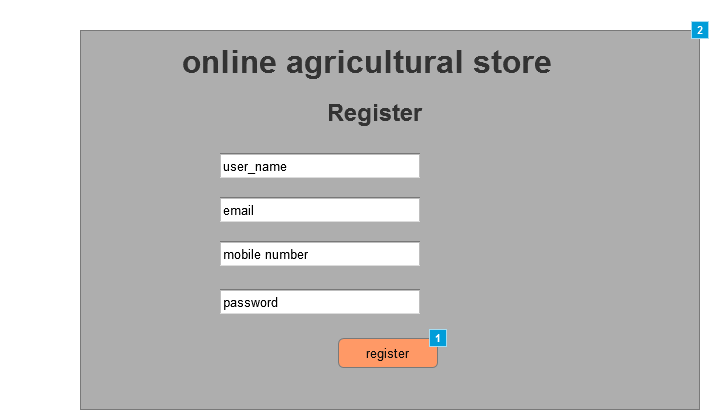 2
online agricultural store
Register
user_name
email
mobile number
password
1
register